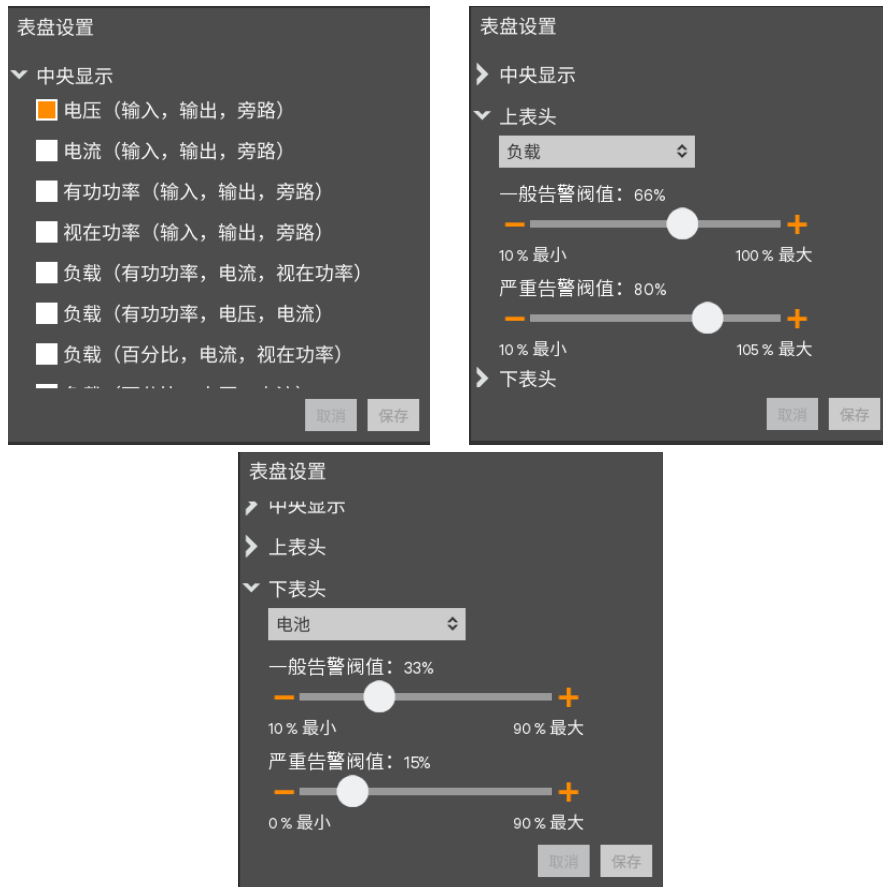 表盘设置
中央显示
电压（输入，输出，旁路）
电流（输入，输出，旁路）
有功功率（输入，输出，旁路）
视在功率（输入，输出，旁路）
负载（有功功率，电流，视在功率）
负载（有功功率，电压，电流）
负载（百分比，电流，视在功率）
取消 保存
表盘设置
中央显示
上表头
负载
一般告警阀值：66%
10 % 最小 100 % 最大
严重告警阀值：80%
10 % 最小 105 % 最大
下表头
取消 保存
表盘设置
中央显示
上表头
下表头
电池
一般告警阀值：33%
10 % 最小 90 % 最大
严重告警阀值：15%
0 % 最小 90 % 最大
取消 保存